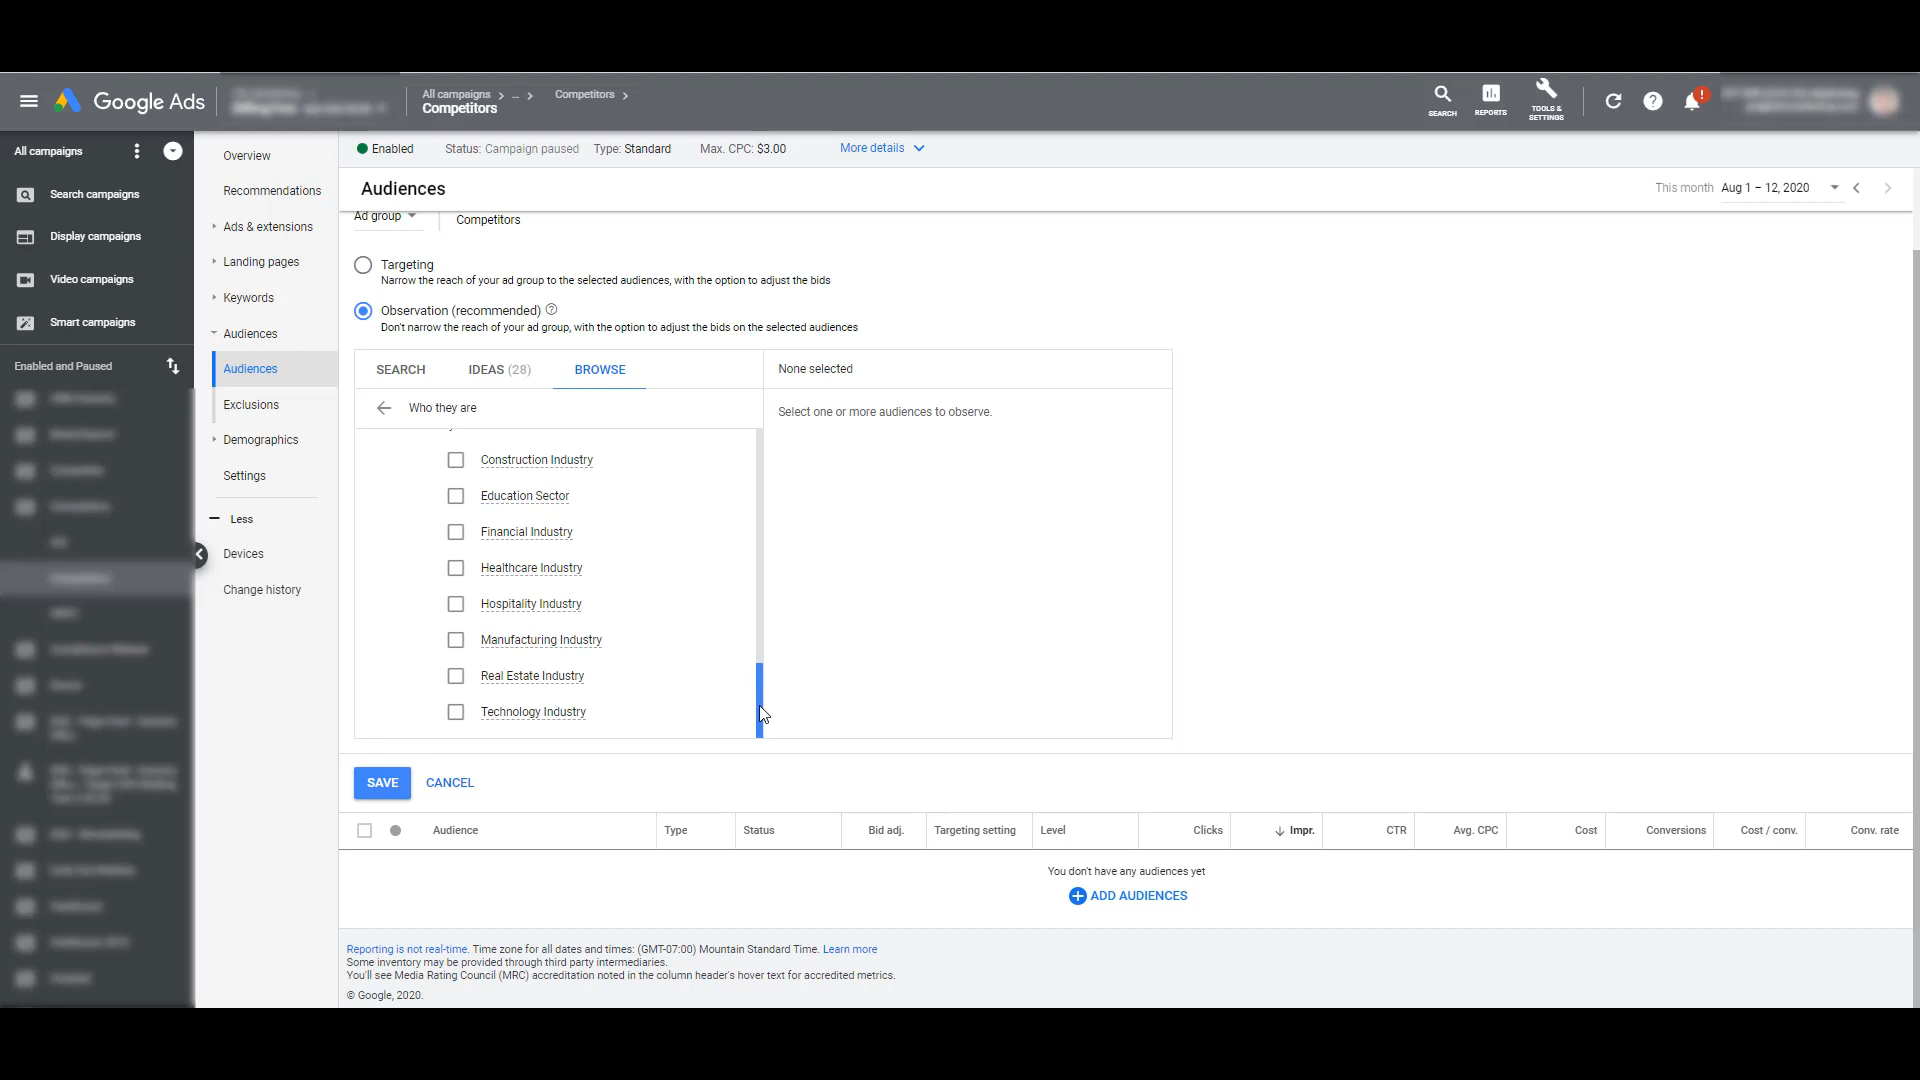 Google Ads
All campaigns > ... >
Competitors >
Competitors
SEARCH
REPORTS
TOOLS &
SETTINGS
!
All campaigns
Search campaigns
Display campaigns
Video campaigns
Smart campaigns
Enabled and Paused
Overview
Recommendations
Ads & extensions
Landing pages
Keywords
Audiences
Audiences
Exclusions
Demographics
Settings
Less
Devices
Change history
Enabled
Status: Campaign paused
Type: Standard
Max. CPC: $3.00
More details
Audiences
This month
Aug 1 – 12, 2020
Ad group
Competitors
Targeting
Narrow the reach of your ad group to the selected audiences, with the option to adjust the bids
Observation (recommended)
Don't narrow the reach of your ad group, with the option to adjust the bids on the selected audiences
SEARCH
IDEAS (28)
BROWSE
None selected
Who they are
Select one or more audiences to observe.
Construction Industry
Education Sector
Financial Industry
Healthcare Industry
Hospitality Industry
Manufacturing Industry
Real Estate Industry
Technology Industry
SAVE
CANCEL
Audience
Type
Status
Bid adj.
Targeting setting
Level
Clicks
Impr.
CTR
Avg. CPC
Cost
Conversions
Cost / conv.
Conv. rate
You don't have any audiences yet
ADD AUDIENCES
Reporting is not real-time. Time zone for all dates and times: (GMT-07:00) Mountain Standard Time. Learn more
Some inventory may be provided through third party intermediaries.
You'll see Media Rating Council (MRC) accreditation noted in the column header's hover text for accredited metrics.
© Google, 2020.